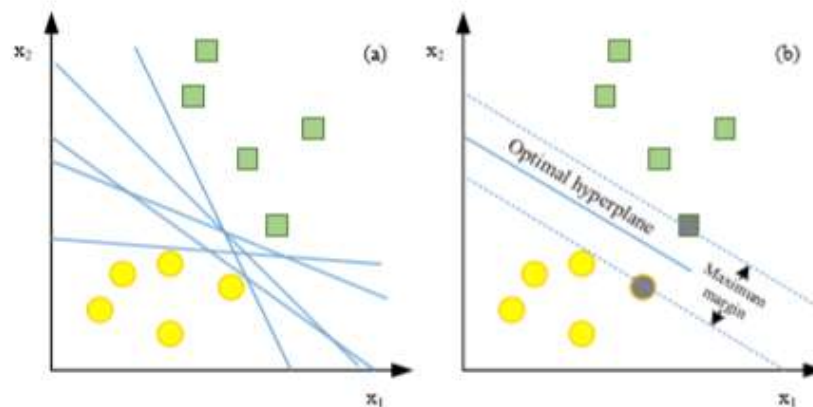 x₂
(a)
x₁
x₂
(b)
Optimal hyperplane
Maximum
margin
x₁